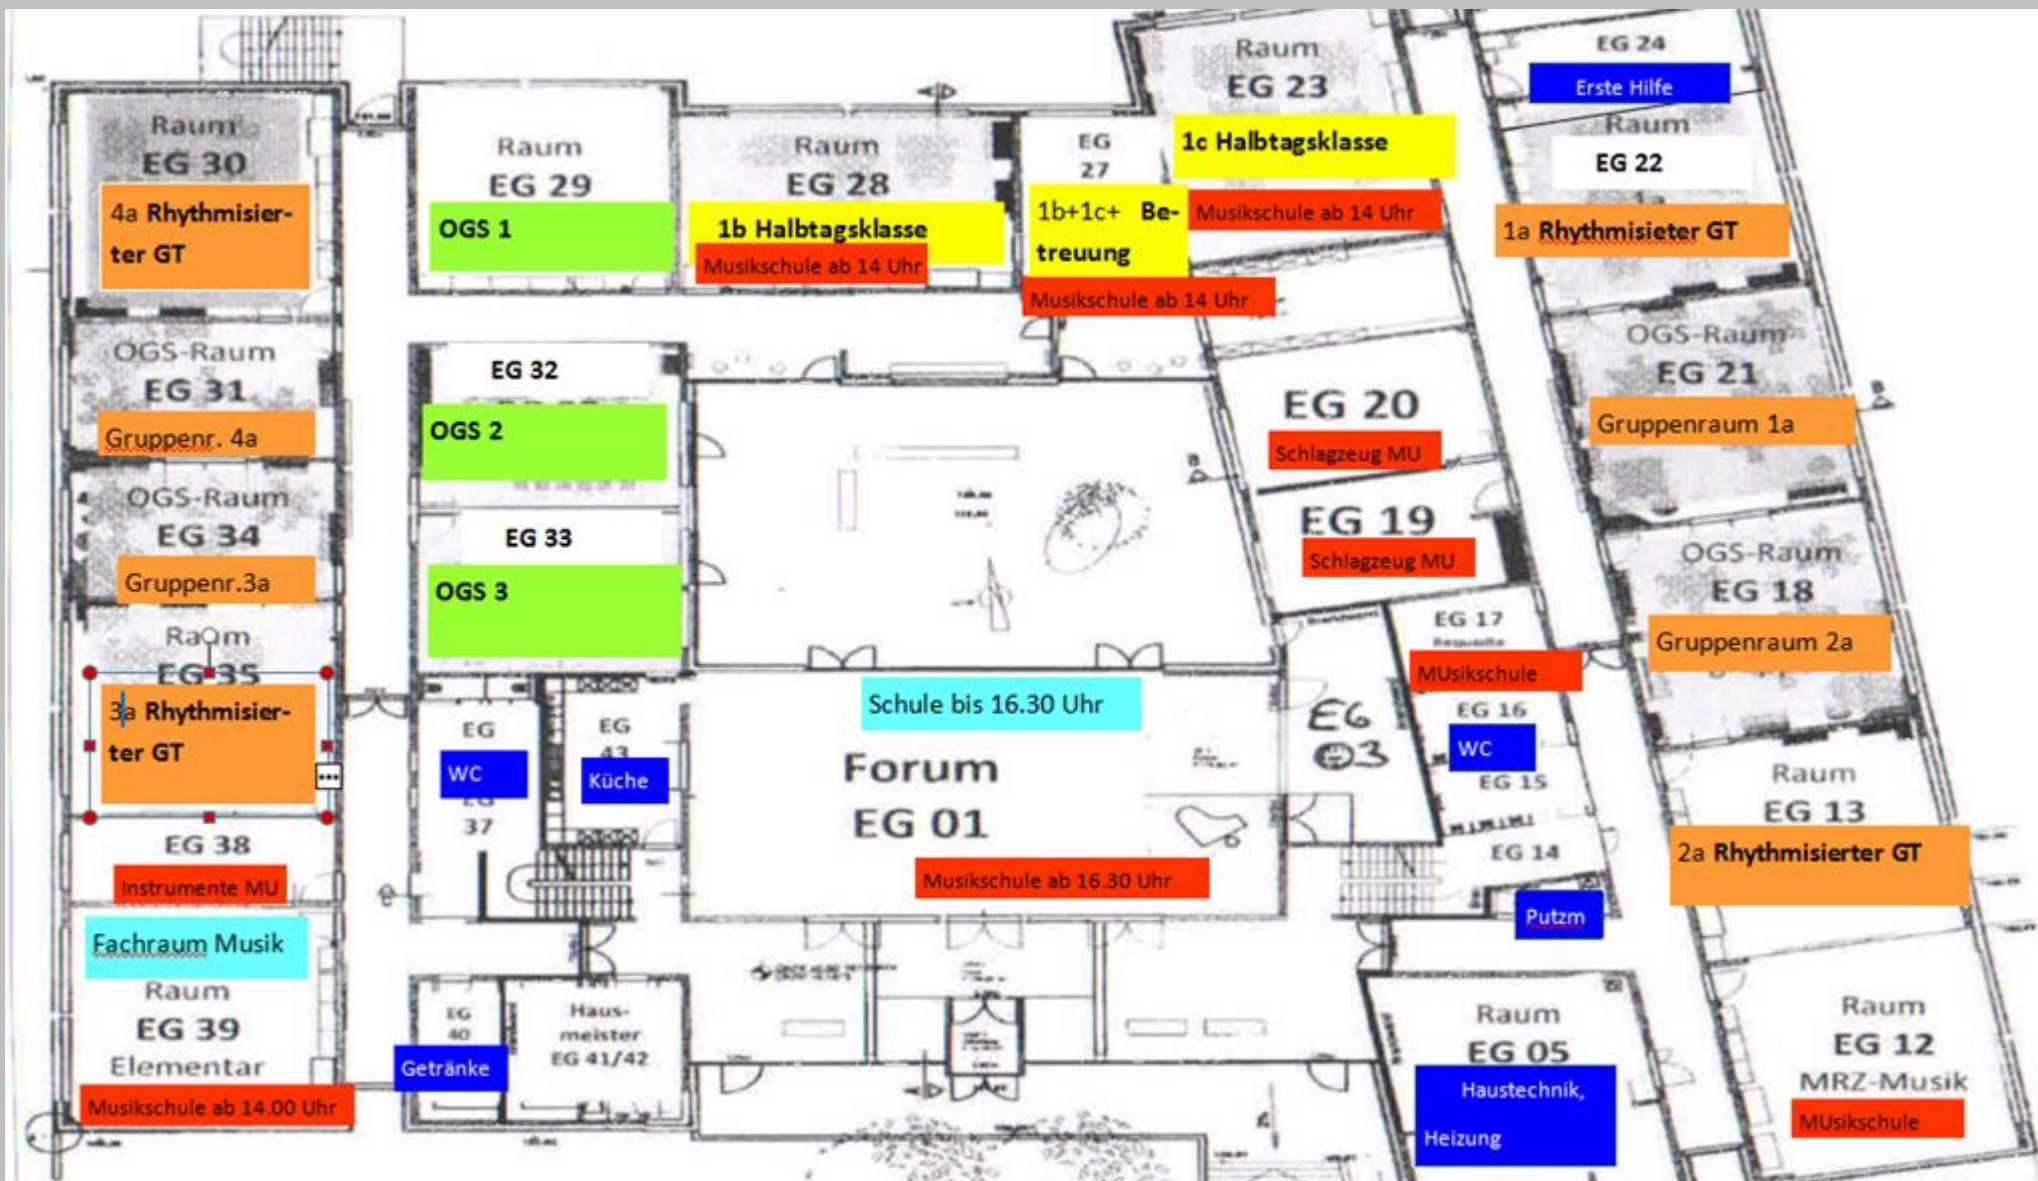 Raum
EG 30
4a Rhythmisier-
ter GT
OGS-Raum
EG 31
Gruppenr. 4a
OGS-Raum
EG 34
Gruppenr.3a
Raum
EG 35
3a Rhythmisier-
ter GT
EG 38
Instrumente MU
Fachraum Musik
Raum
EG 39
Elementar
Musikschule ab 14.00 Uhr
Raum
EG 29
OGS 1
EG 32
OGS 2
EG 33
OGS 3
EG
WC
EG
37
EG
43
Küche
EG
40
Getränke
Haus-
meister
EG 41/42
Raum
EG 28
1b Halbtagsklasse
Musikschule ab 14 Uhr
EG
27
1b+1c+ Be-
treuung
Musikschule ab 14 Uhr
Raum
EG 23
1c Halbtagsklasse
Musikschule ab 14 Uhr
EG 20
Schlagzeug MU
EG 19
Schlagzeug MU
Schule bis 16.30 Uhr
Forum
EG 01
Musikschule ab 16.30 Uhr
EG
03
EG 17
Requisite
MUsikschule
EG 16
WC
EG 15
EG 14
Putzm
Raum
EG 05
Haustechnik,
Heizung
EG 24
Erste Hilfe
Raum
EG 22
1a
1a Rhythmisieter GT
OGS-Raum
EG 21
Gruppenraum 1a
OGS-Raum
EG 18
Gruppenraum 2a
Raum
EG 13
2a Rhythmisierter GT
Raum
EG 12
MRZ-Musik
MUsikschule